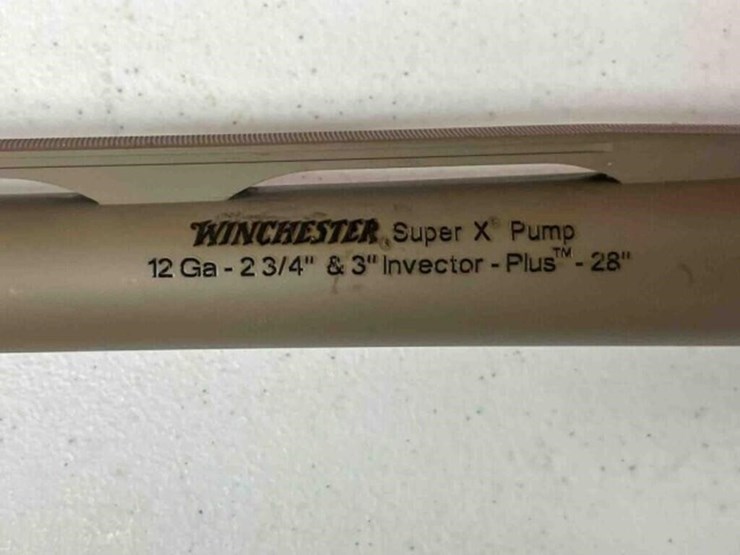 WINCHESTER® Super X® Pump
12 Ga - 2 3/4" & 3" Invector - Plus™ - 28"